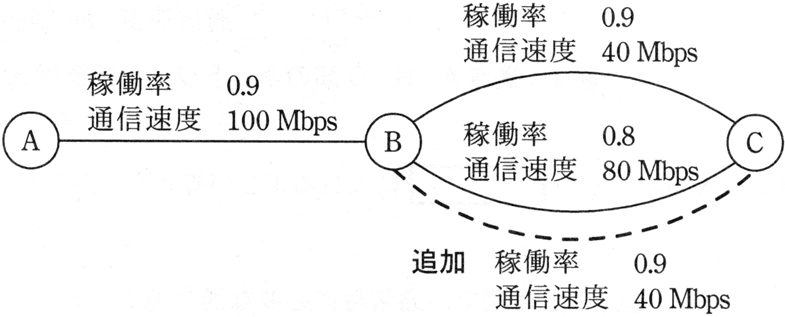 稼働率 0.9
通信速度 40 Mbps
稼働率 0.9
通信速度 100 Mbps
A
B
C
稼働率 0.8
通信速度 80 Mbps
追加 稼働率 0.9
通信速度 40 Mbps